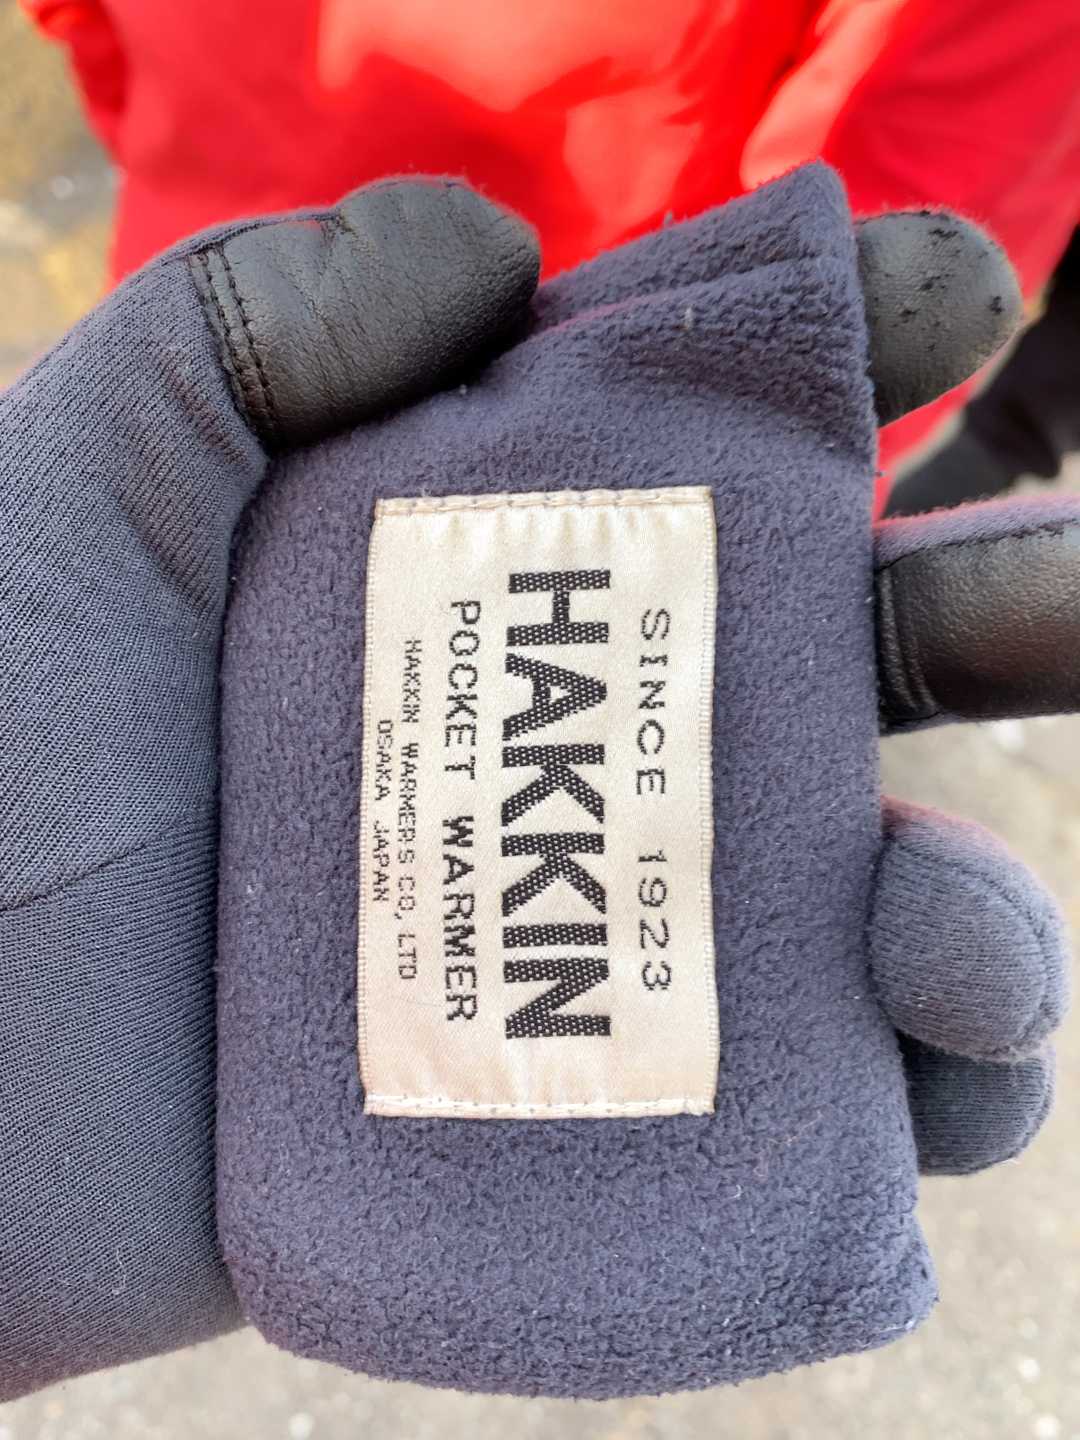 SINCE 1923
HAKKIN
POCKET WARMER
HAKKIN WARMERS CO, LTD
OSAKA JAPAN